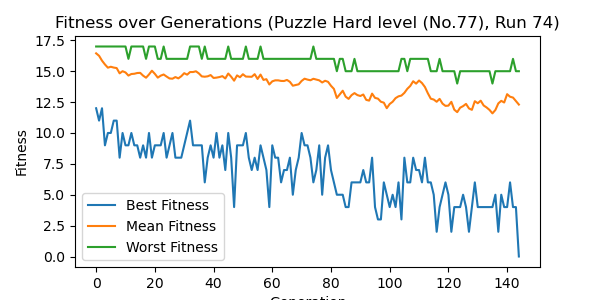 Fitness over Generations (Puzzle Hard level (No.77), Run 74)
17.5
15.0
12.5
10.0
7.5
5.0
2.5
0.0
Fitness
Best Fitness
Mean Fitness
Worst Fitness
0 20 40 60 80 100 120 140
Generation